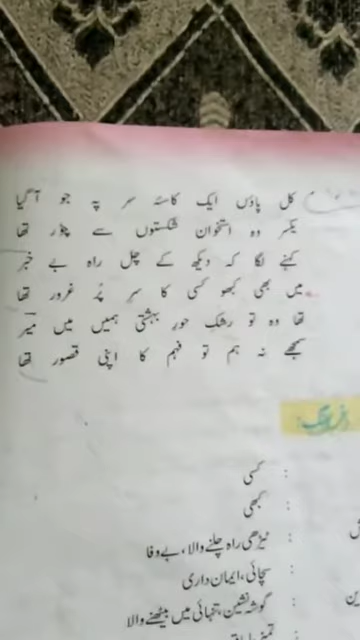 کل پاؤں ایک کاسۂ سر پہ جو آ گیا
یکسر وہ استخوان شکستوں سے چور تھا
کہنے لگا کہ دیکھ کے چل راہ بے خبر
میں بھی کبھو کسی کا سرِ پُر غرور تھا
تھا وہ تو رشکِ حورِ بہشتی ہمیں میں میرؔ
سمجھے نہ ہم تو فہم کا اپنی قصور تھا
فرہنگ
: کسی
: کبھی
: ٹیڑھی راہ چلنے والا، بے وفا
: سچائی، ایمان داری
: گوشہ نشین، تنہائی میں بیٹھنے والا